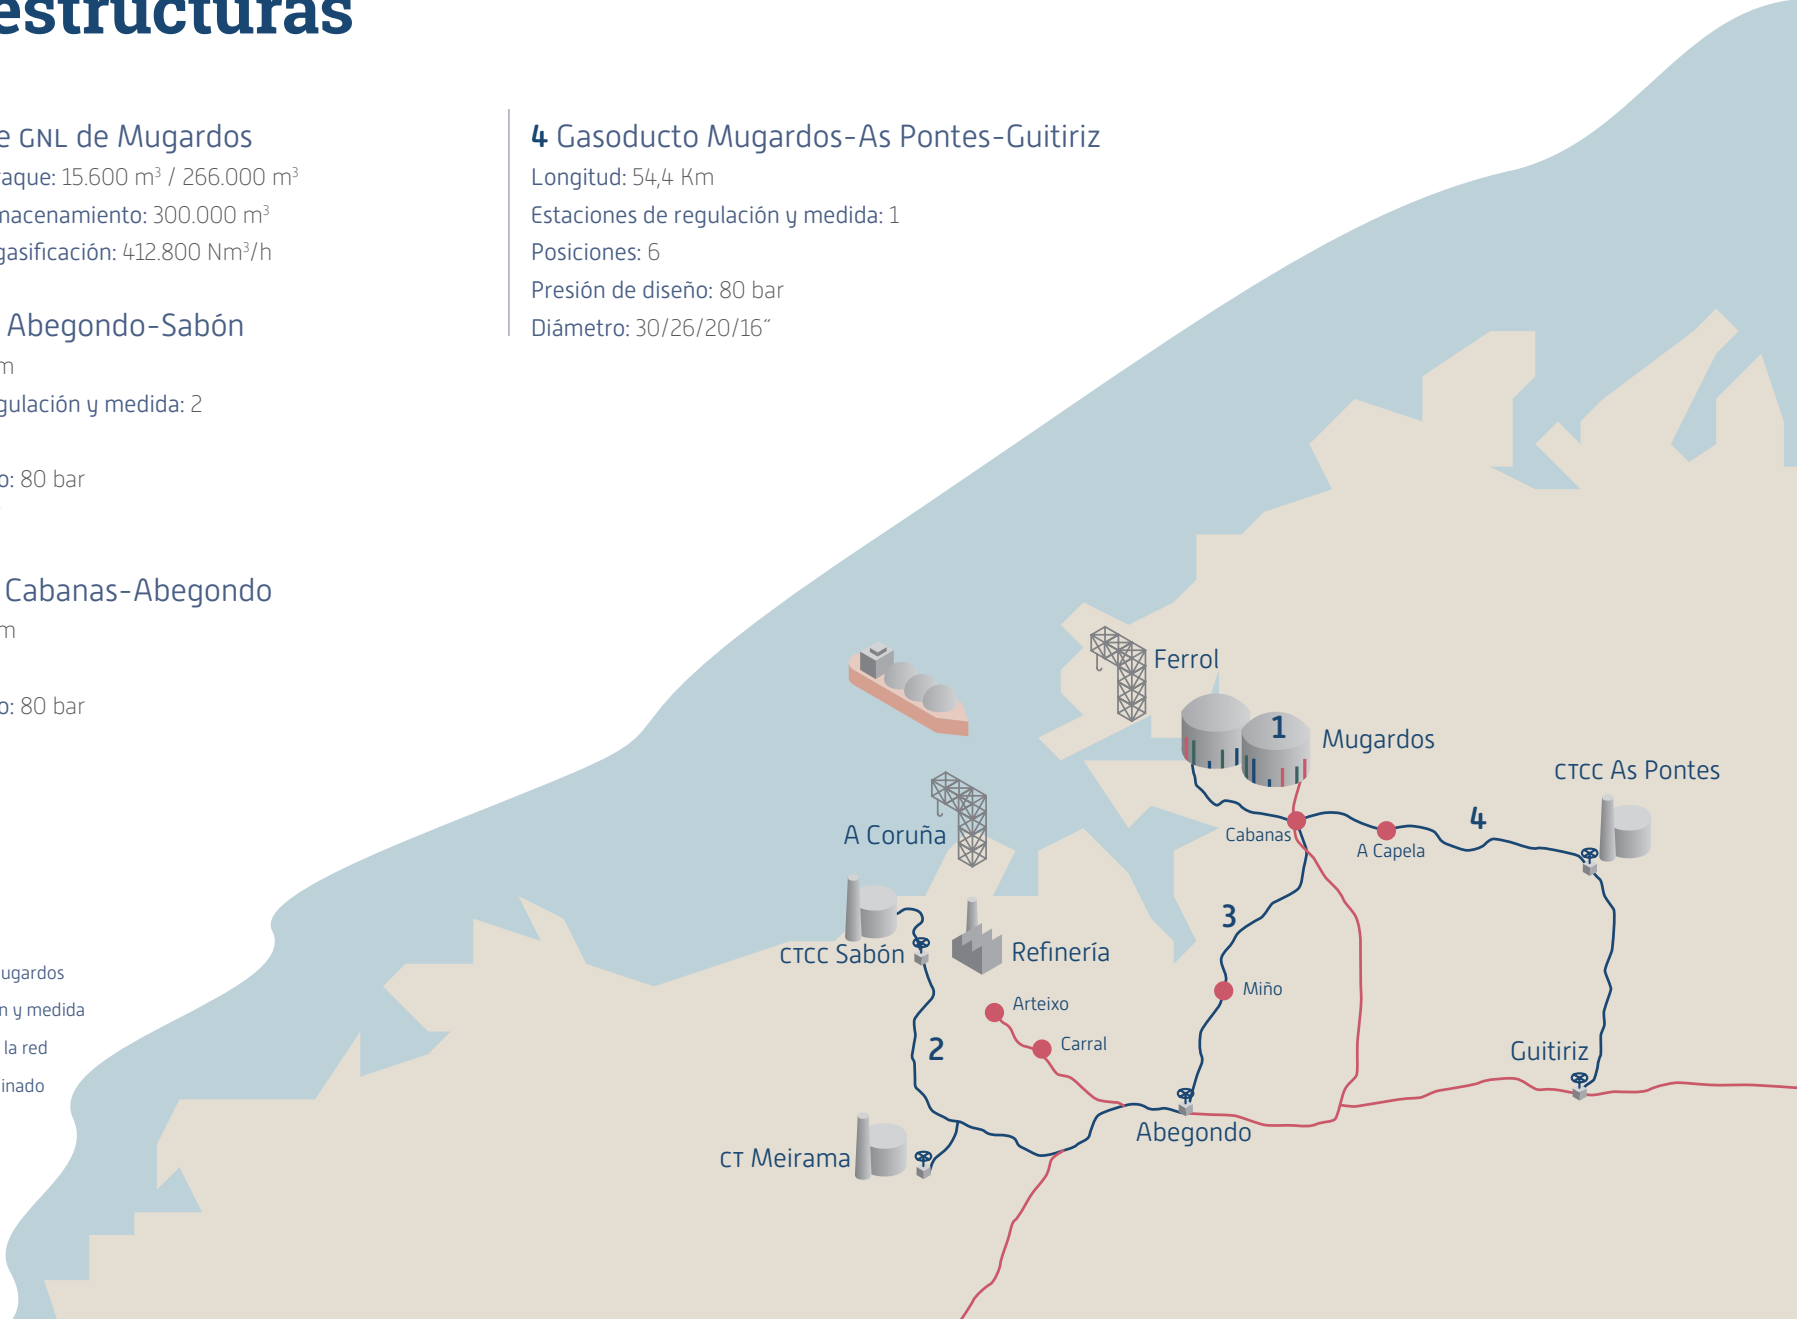 estructuras
e GNL de Mugardos
raque: 15.600 m³ / 266.000 m³
macenamiento: 300.000 m³
gasificación: 412.800 Nm³/h
Abegondo-Sabón
m
gulación y medida: 2
o: 80 bar
Cabanas-Abegondo
m
o: 80 bar
ugardos
n y medida
la red
inado
4 Gasoducto Mugardos-As Pontes-Guitiriz
Longitud: 54,4 Km
Estaciones de regulación y medida: 1
Posiciones: 6
Presión de diseño: 80 bar
Diámetro: 30/26/20/16˝
Ferrol
1
Mugardos
CTCC As Pontes
4
A Coruña
Cabanas
A Capela
3
CTCC Sabón
Refinería
Miño
Arteixo
Carral
2
Guitiriz
Abegondo
CT Meirama